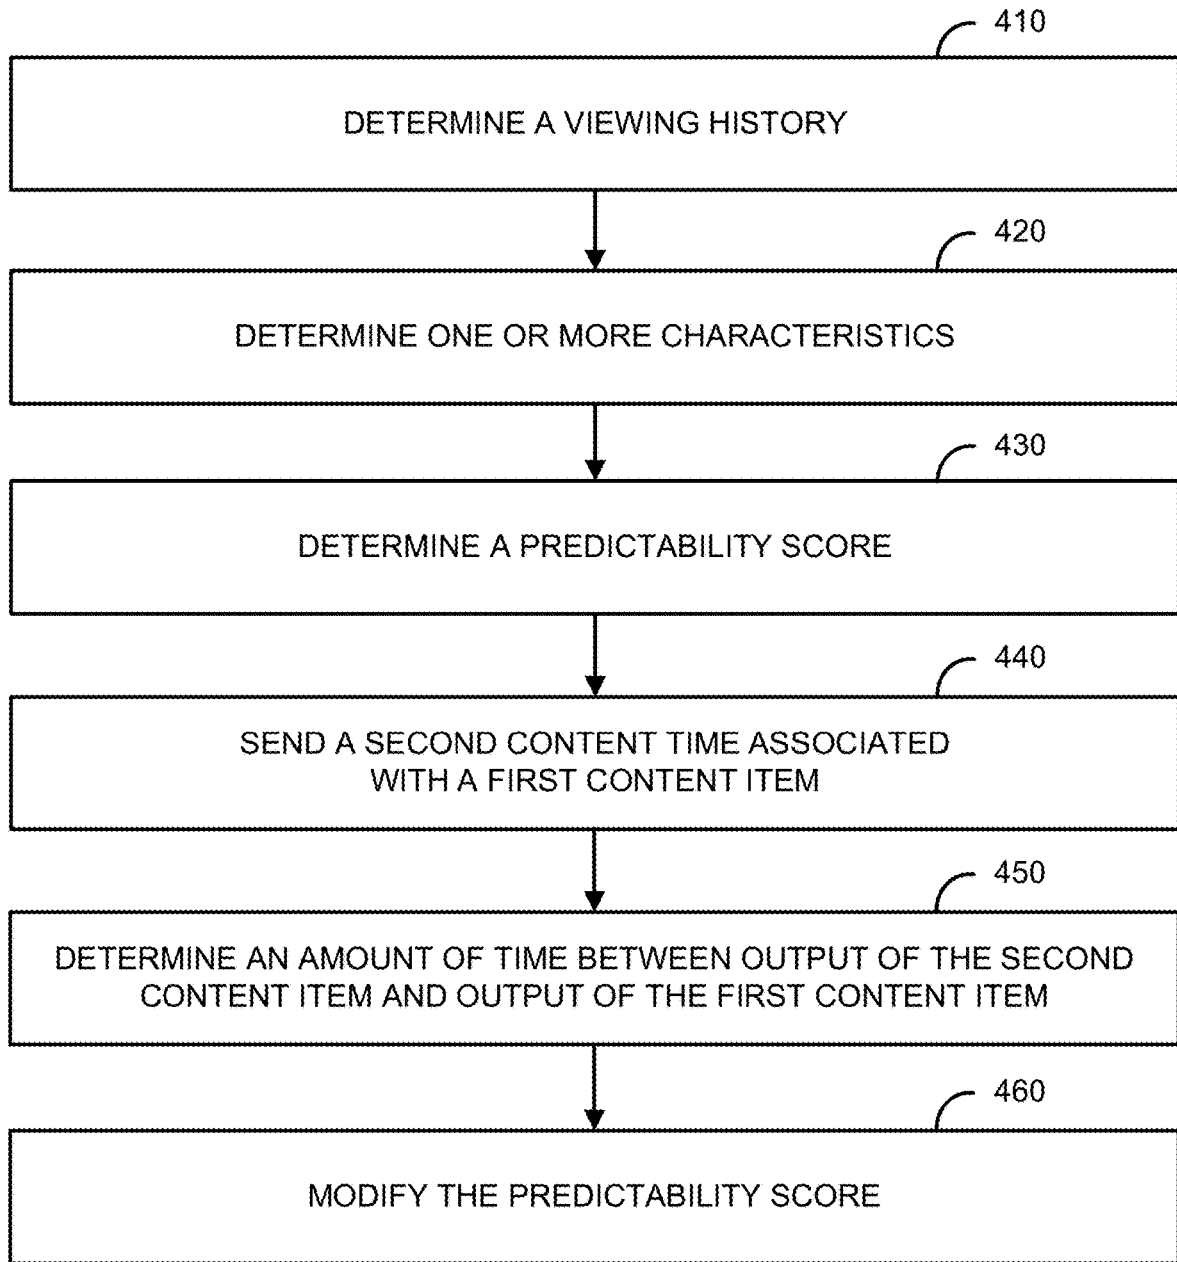 410
DETERMINE A VIEWING HISTORY
420
DETERMINE ONE OR MORE CHARACTERISTICS
430
DETERMINE A PREDICTABILITY SCORE
440
SEND A SECOND CONTENT TIME ASSOCIATED
WITH A FIRST CONTENT ITEM
450
DETERMINE AN AMOUNT OF TIME BETWEEN OUTPUT OF THE SECOND
CONTENT ITEM AND OUTPUT OF THE FIRST CONTENT ITEM
460
MODIFY THE PREDICTABILITY SCORE